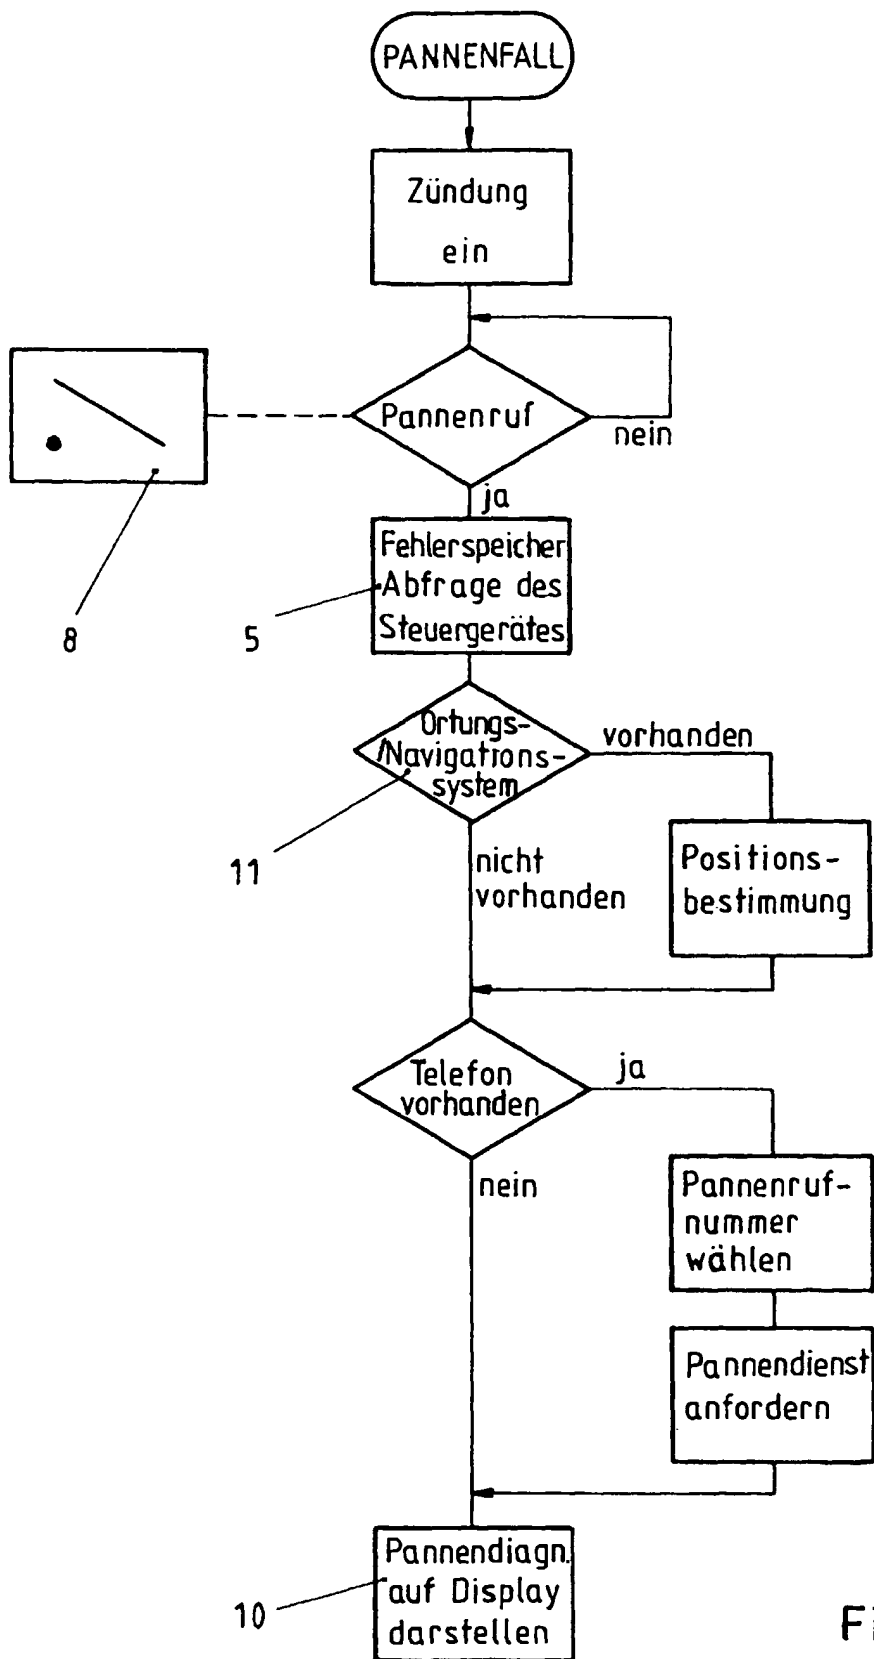 PANNENFALL
Zündung
ein
Pannenruf
nein
ja
8
Fehlerspeicher
Abfrage des
Steuergerätes
5
Ortungs-
/Navigations-
system
vorhanden
11
nicht
vorhanden
Positions-
bestimmung
Telefon
vorhanden
ja
nein
Pannenruf-
nummer
wählen
Pannendienst
anfordern
Pannendiagn.
auf Display
darstellen
10